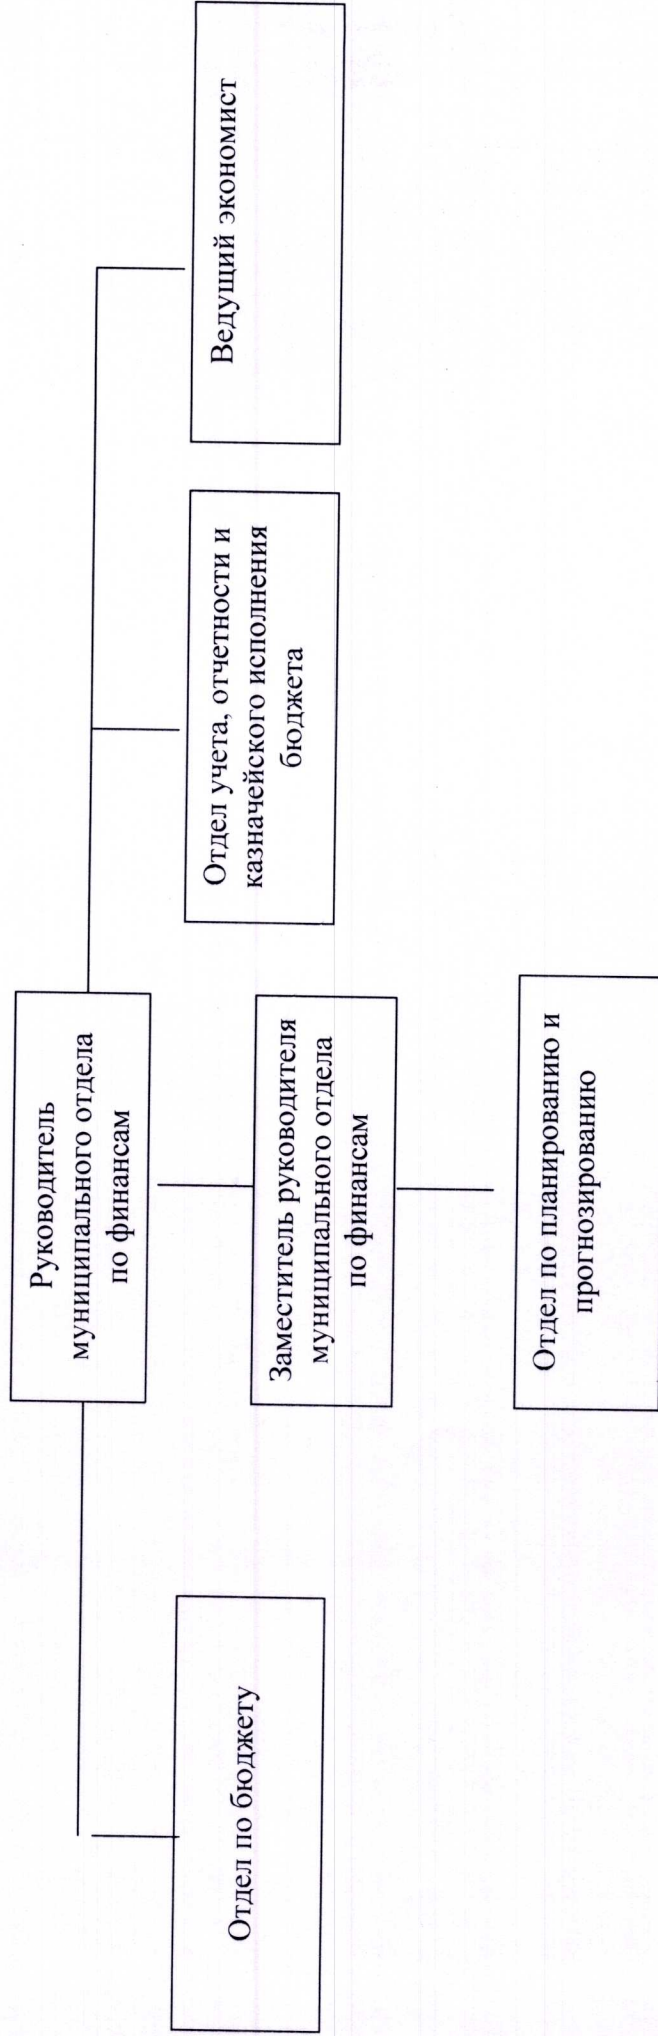 Руководитель
муниципального отдела
по финансам
Отдел по бюджету
Заместитель руководителя
муниципального отдела
по финансам
Отдел учета, отчетности и
казначейского исполнения
бюджета
Ведущий экономист
Отдел по планированию и
прогнозированию